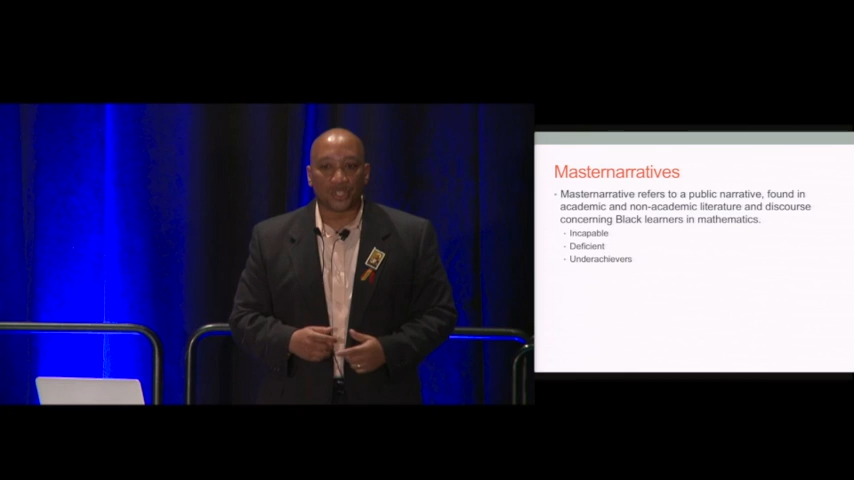 Masternarratives
Masternarrative refers to a public narrative, found in
academic and non-academic literature and discourse
concerning Black learners in mathematics.
Incapable
Deficient
Underachievers